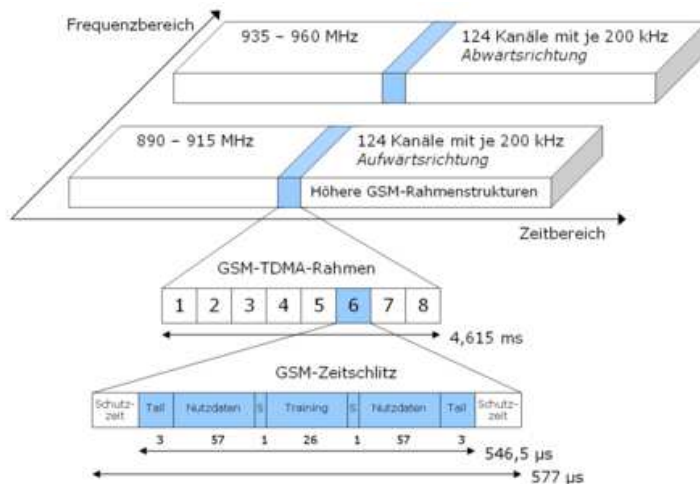 Frequenzbereich
935 – 960 MHz
124 Kanäle mit je 200 kHz
Abwärtsrichtung
890 – 915 MHz
124 Kanäle mit je 200 kHz
Aufwärtsrichtung
Höhere GSM-Rahmenstrukturen
Zeitbereich
GSM-TDMA-Rahmen
1 2 3 4 5 6 7 8
4,615 ms
GSM-Zeitschlitz
Schutz-
zeit
Tail
Nutzdaten
S
Training
S
Nutzdaten
Tail
Schutz-
zeit
3 57 1 26 1 57 3
546,5 µs
577 µs